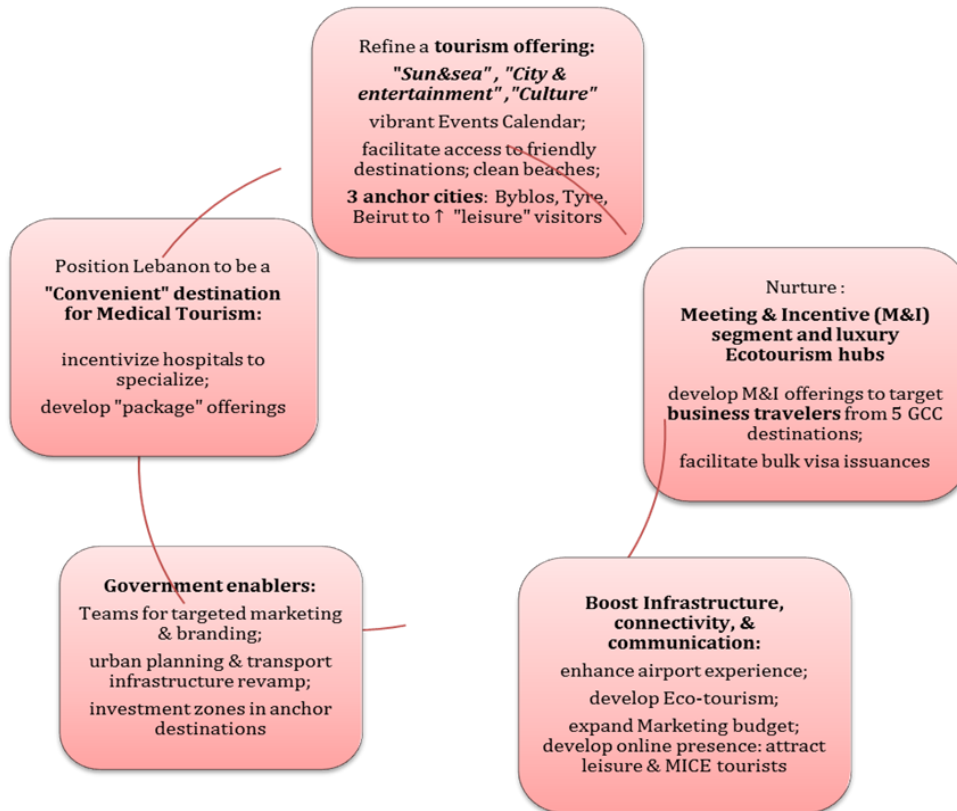 Refine a tourism offering:
"Sun&sea" , "City &
entertainment" ,"Culture"
vibrant Events Calendar;
facilitate access to friendly
destinations; clean beaches;
3 anchor cities: Byblos, Tyre,
Beirut to ↑ "leisure" visitors
Nurture :
Meeting & Incentive (M&I)
segment and luxury
Ecotourism hubs
develop M&I offerings to target
business travelers from 5 GCC
destinations;
facilitate bulk visa issuances
Boost Infrastructure,
connectivity, &
communication:
enhance airport experience;
develop Eco-tourism;
expand Marketing budget;
develop online presence: attract
leisure & MICE tourists
Government enablers:
Teams for targeted marketing
& branding;
urban planning & transport
infrastructure revamp;
investment zones in anchor
destinations
Position Lebanon to be a
"Convenient" destination
for Medical Tourism:
incentivize hospitals to
specialize;
develop "package" offerings